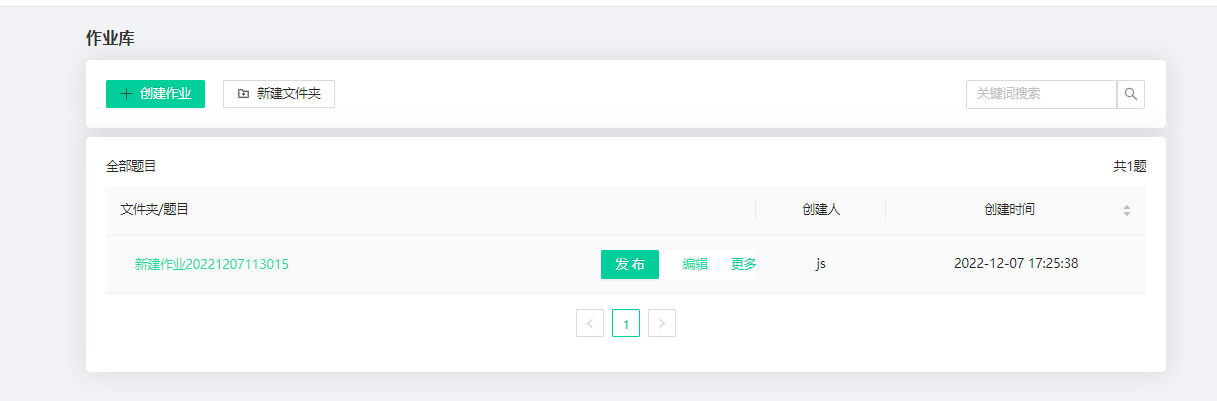 作业库
创建作业 新建文件夹 关键词搜索
全部题目 共1题
文件夹/题目 创建人 创建时间
新建作业20221207113015 发布 编辑 更多 js 2022-12-07 17:25:38
1